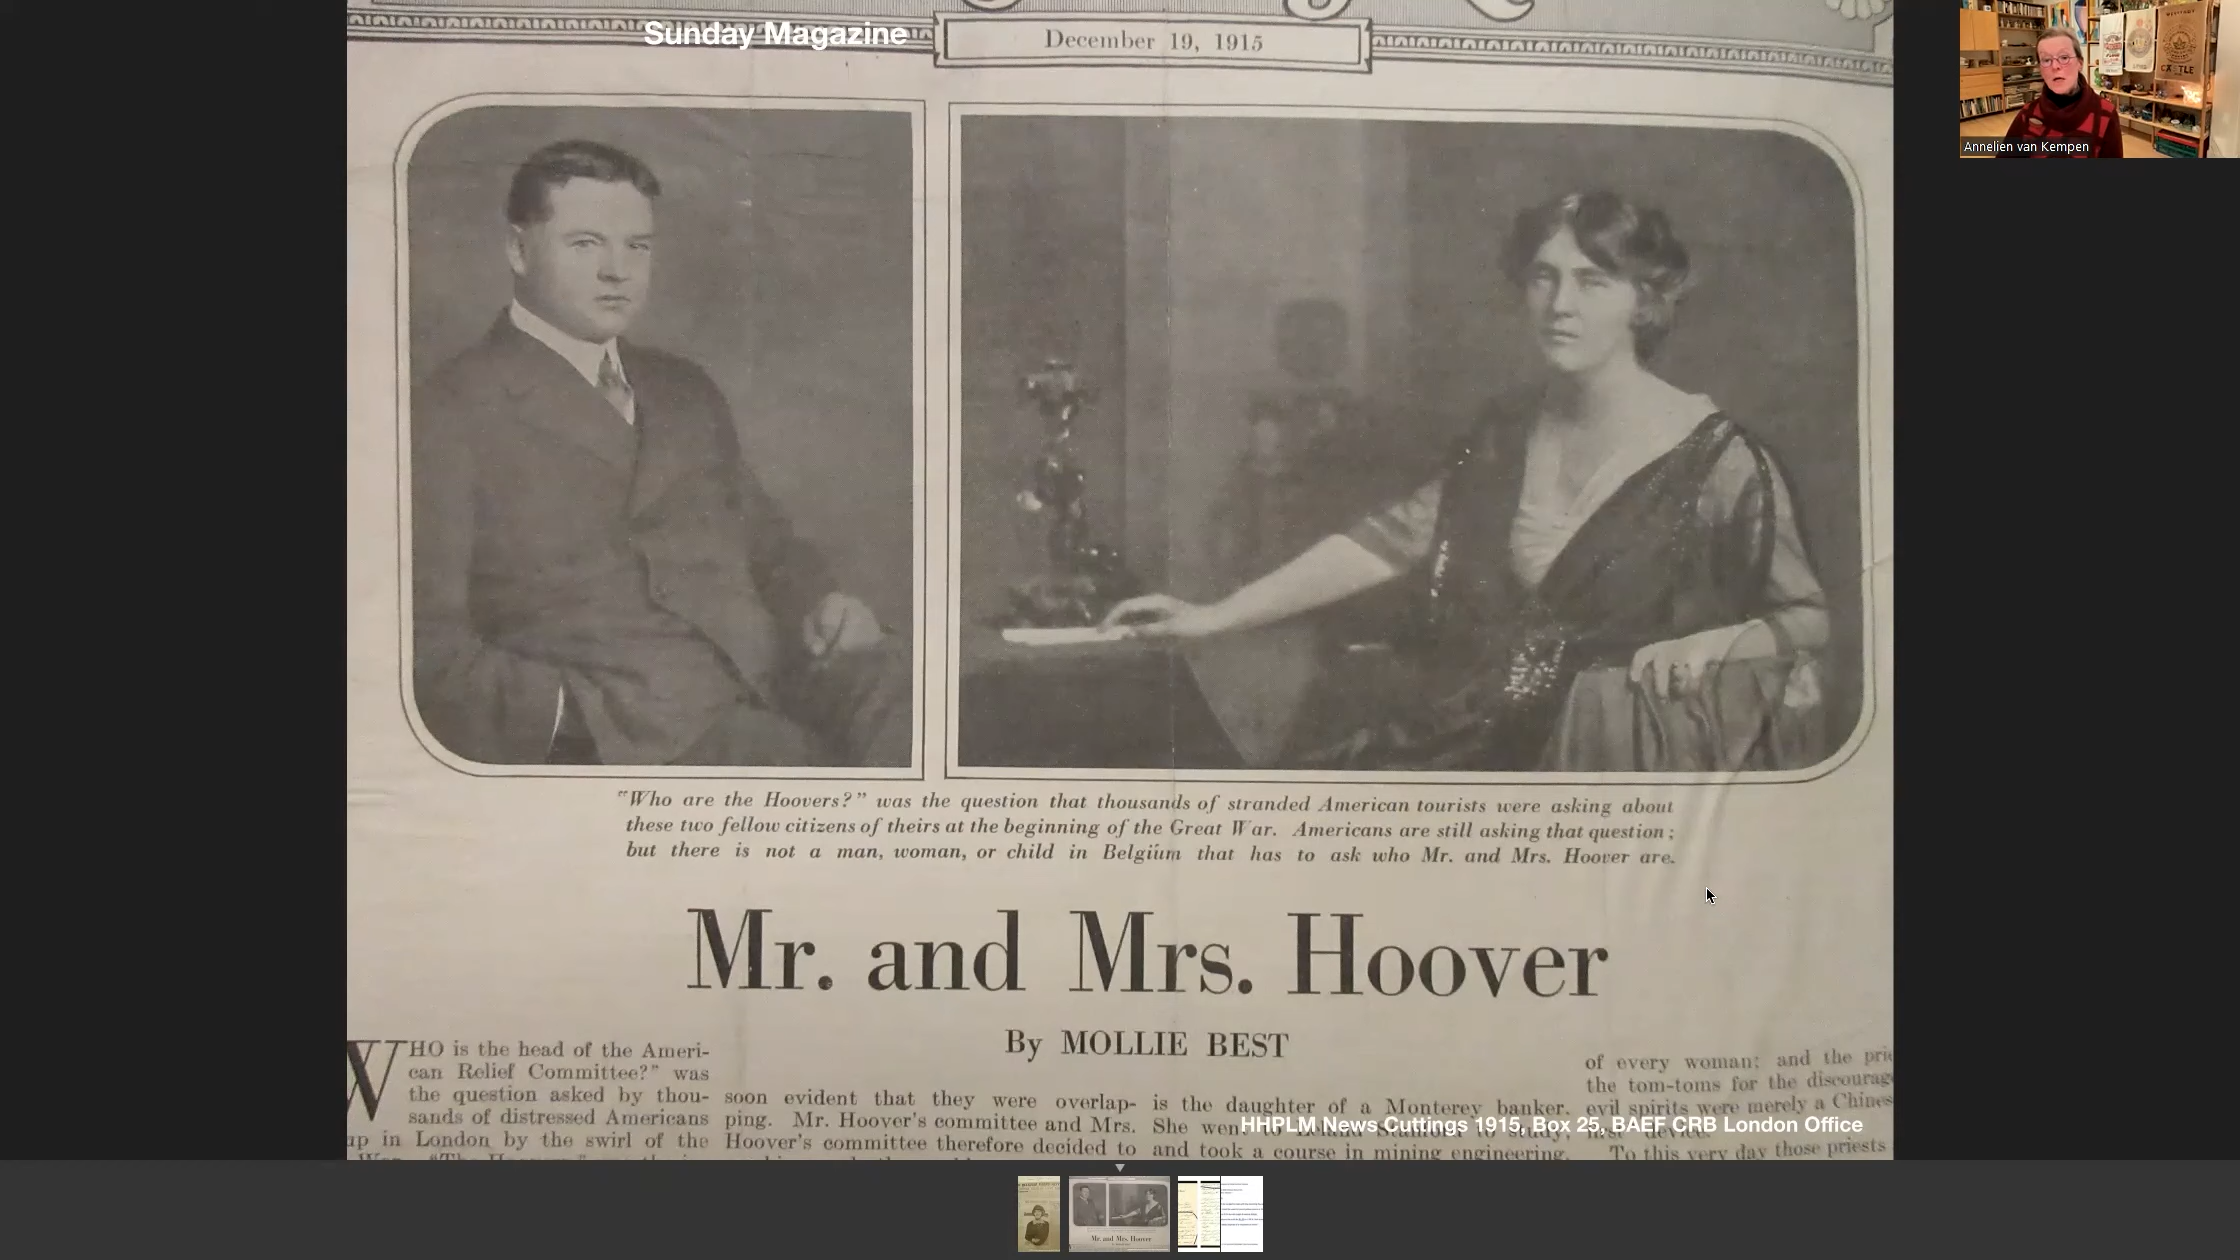 Sunday Magazine
December 19, 1915
Annelien van Kempen
CASTLE
"Who are the Hoovers?" was the question that thousands of stranded American tourists were asking about
these two fellow citizens of theirs at the beginning of the Great War. Americans are still asking that question;
but there is not a man, woman, or child in Belgium that has to ask who Mr. and Mrs. Hoover are.
Mr. and Mrs. Hoover
By MOLLIE BEST
WHO is the head of the Ameri-
can Relief Committee?" was
the question asked by thou-
sands of distressed Americans
up in London by the swirl of the
soon evident that they were overlap-
ping. Mr. Hoover's committee and Mrs.
Hoover's committee therefore decided to
is the daughter of a Monterey banker.
She went to Leland Stanford to study,
and took a course in mining engineering.
of every woman; and the
the tom-toms for the discourag
evil spirits were merely a Chines
device.
To this very day those priests
HHPLM News Cuttings 1915, Box 25, BAEF CRB London Office
Mr. and Mrs. Hoover